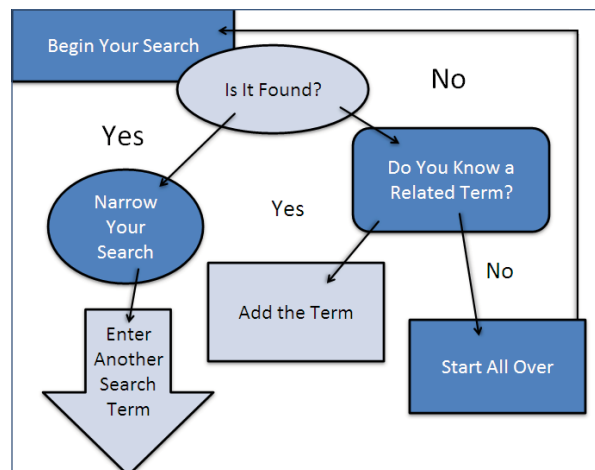 Begin Your Search
Is It Found?
No
Yes
Do You Know a
Related Term?
Narrow
Your
Search
Yes
No
Add the Term
Enter
Another
Search
Term
Start All Over